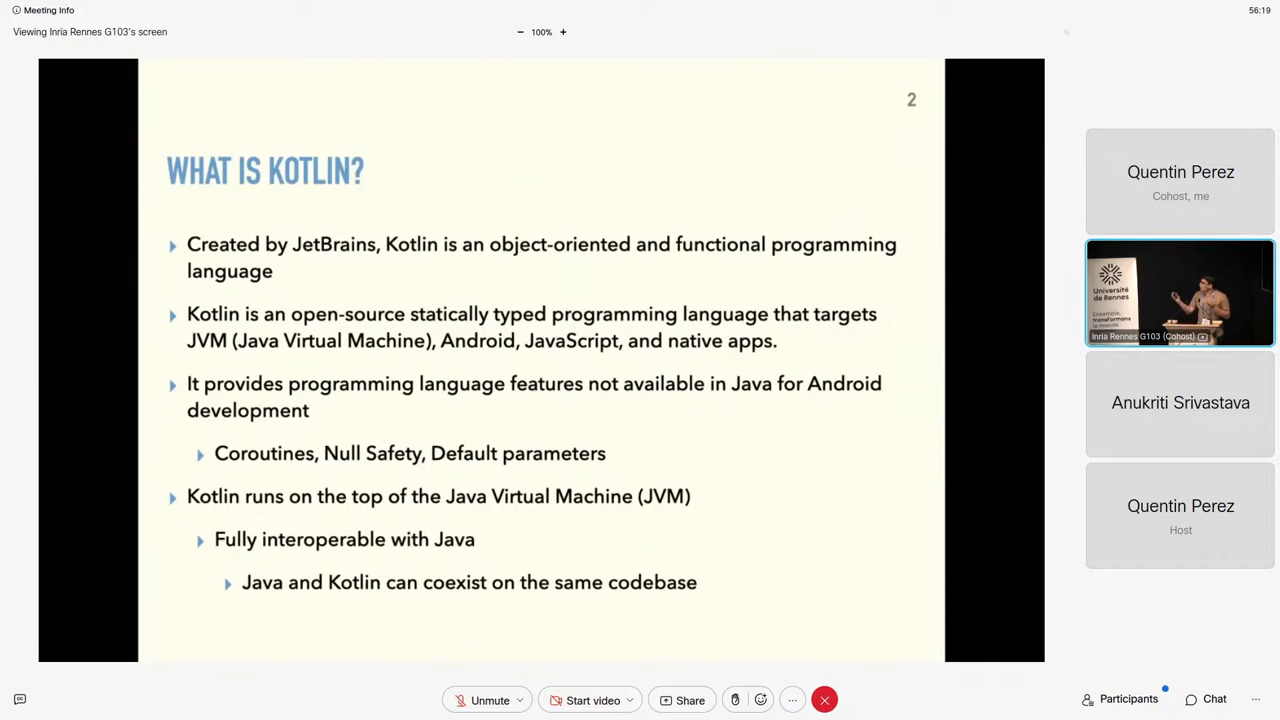 Meeting Info
56:19
Viewing Inria Rennes G103's screen
100%
2
WHAT IS KOTLIN?
Created by JetBrains, Kotlin is an object-oriented and functional programming
language
Kotlin is an open-source statically typed programming language that targets
JVM (Java Virtual Machine), Android, JavaScript, and native apps.
It provides programming language features not available in Java for Android
development
Coroutines, Null Safety, Default parameters
Kotlin runs on the top of the Java Virtual Machine (JVM)
Fully interoperable with Java
Java and Kotlin can coexist on the same codebase
Quentin Perez
Cohost, me
Université
de Rennes
Inria Rennes G103 (Cohost)
Anukriti Srivastava
Quentin Perez
Host
Unmute
Start video
Share
Participants
Chat